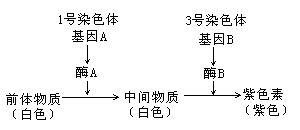 1号染色体 3号染色体
基因A 基因B
酶A 酶B
前体物质 中间物质 紫色素
（白色） （白色） （紫色）